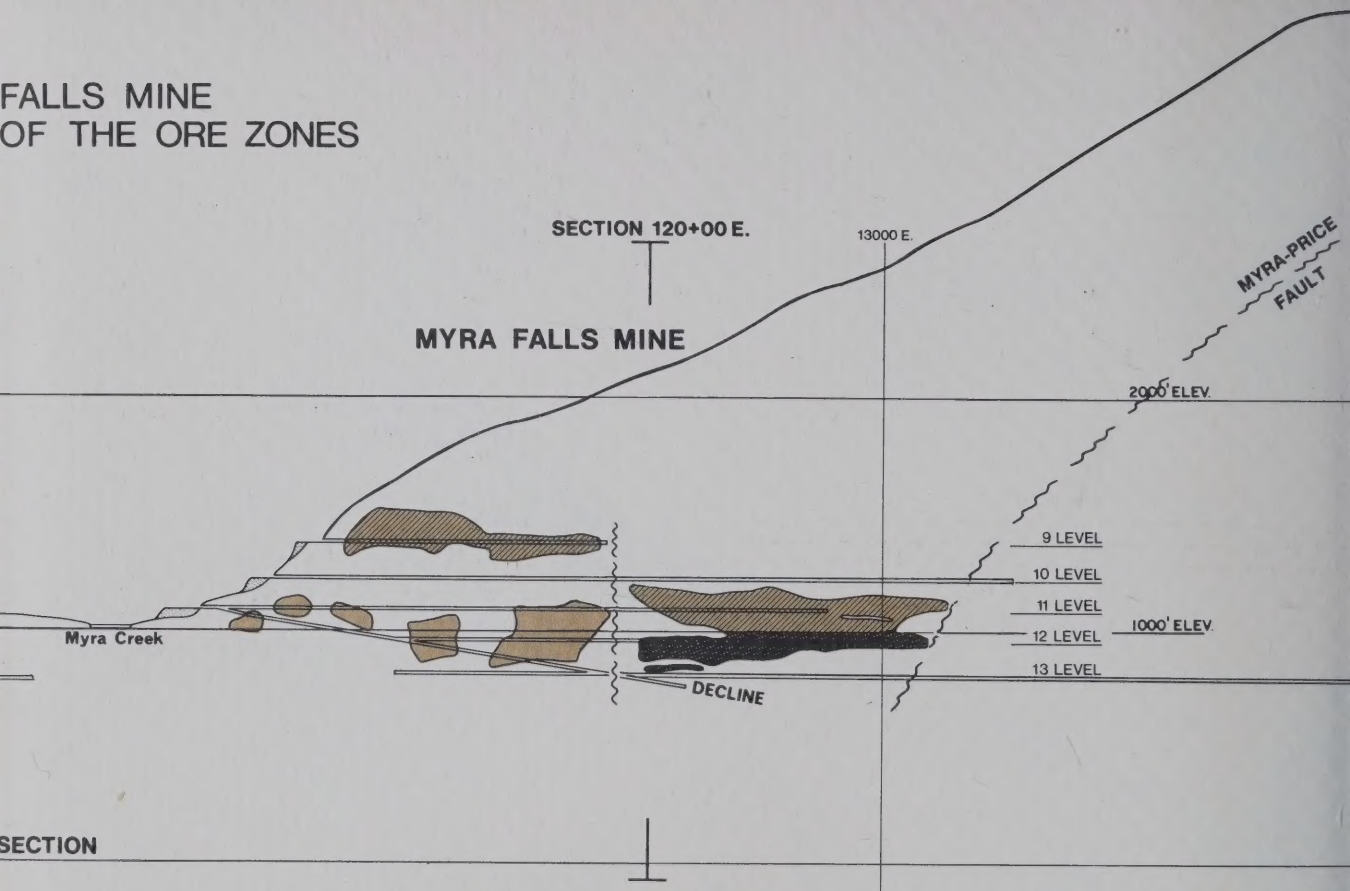 FALLS MINE
OF THE ORE ZONES
SECTION 120+00 E.
13000 E.
MYRA-PRICE
FAULT
MYRA FALLS MINE
2000' ELEV.
9 LEVEL
10 LEVEL
11 LEVEL
1000' ELEV.
12 LEVEL
Myra Creek
13 LEVEL
DECLINE
SECTION